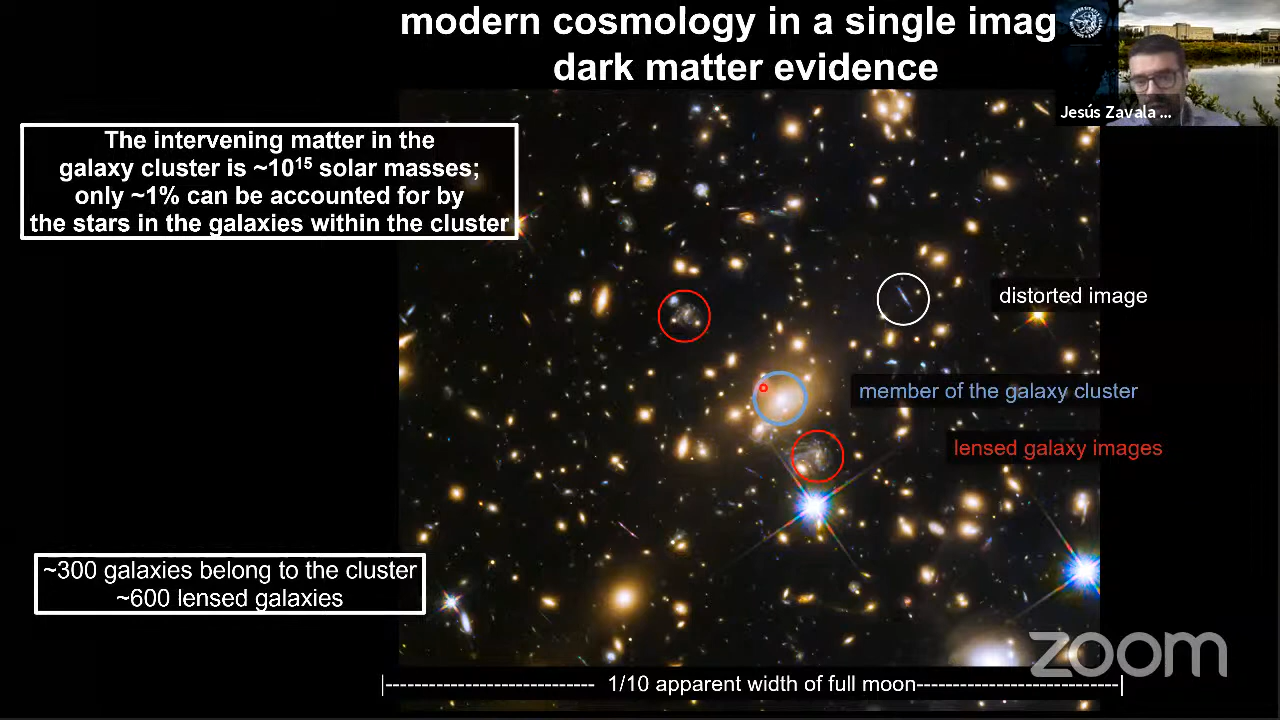 modern cosmology in a single imag
dark matter evidence
Jesús Zavala ...
The intervening matter in the
galaxy cluster is ~10¹⁵ solar masses;
only ~1% can be accounted for by
the stars in the galaxies within the cluster
distorted image
member of the galaxy cluster
lensed galaxy images
~300 galaxies belong to the cluster
~600 lensed galaxies
zoom
|----------------------------- 1/10 apparent width of full moon----------------------------|